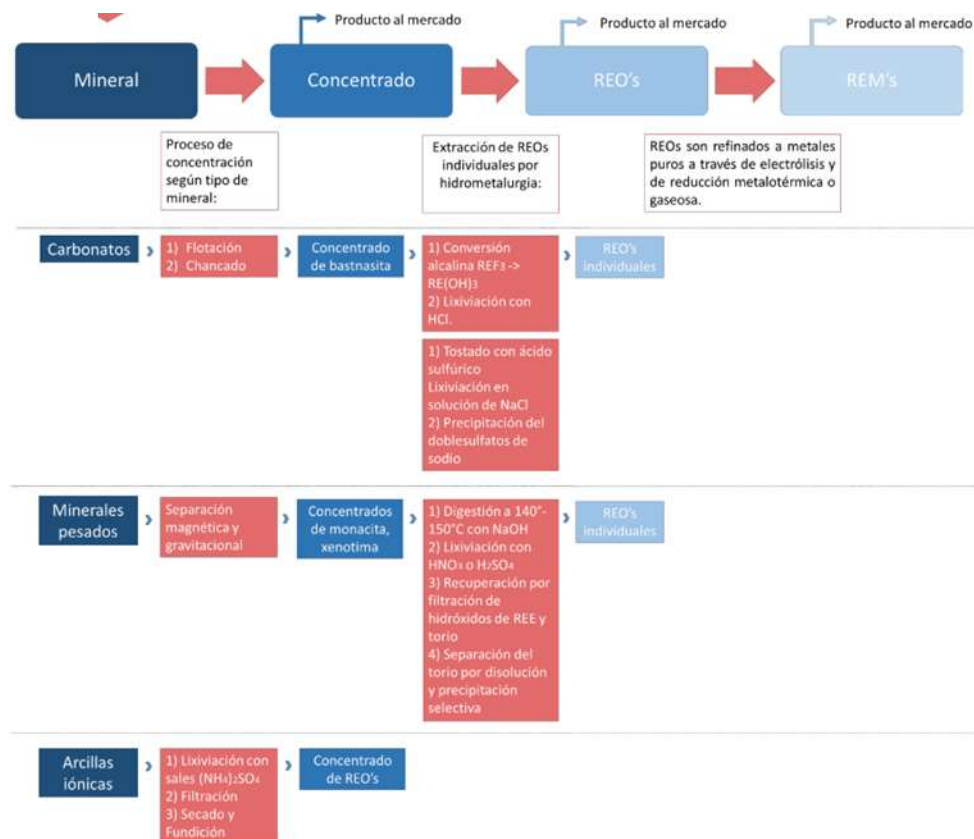 Producto al mercado
Producto al mercado
Producto al mercado
Mineral
Concentrado
REO's
REM's
Proceso de
concentración
según tipo de
mineral:
Extracción de REOs
individuales por
hidrometalurgia:
REOs son refinados a metales
puros a través de electrólisis y
de reducción metalotérmica o
gaseosa.
Carbonatos
1) Flotación
2) Chancado
Concentrado
de bastnasita
1) Conversión
alcalina REF₃ ->
RE(OH)₃
2) Lixiviación con
HCl.
REO's
individuales
1) Tostado con ácido
sulfúrico
Lixiviación en
solución de NaCl
2) Precipitación del
doblesulfatos de
sodio
Minerales
pesados
Separación
magnética y
gravitacional
Concentrados
de monacita,
xenotima
1) Digestión a 140°-
150°C con NaOH
2) Lixiviación con
HNO₃ o H₂SO₄
3) Recuperación por
filtración de
hidróxidos de REE y
torio
4) Separación del
torio por disolución
y precipitación
selectiva
REO's
individuales
Arcillas
iónicas
1) Lixiviación con
sales (NH₄)₂SO₄
2) Filtración
3) Secado y
Fundición
Concentrado
de REO's